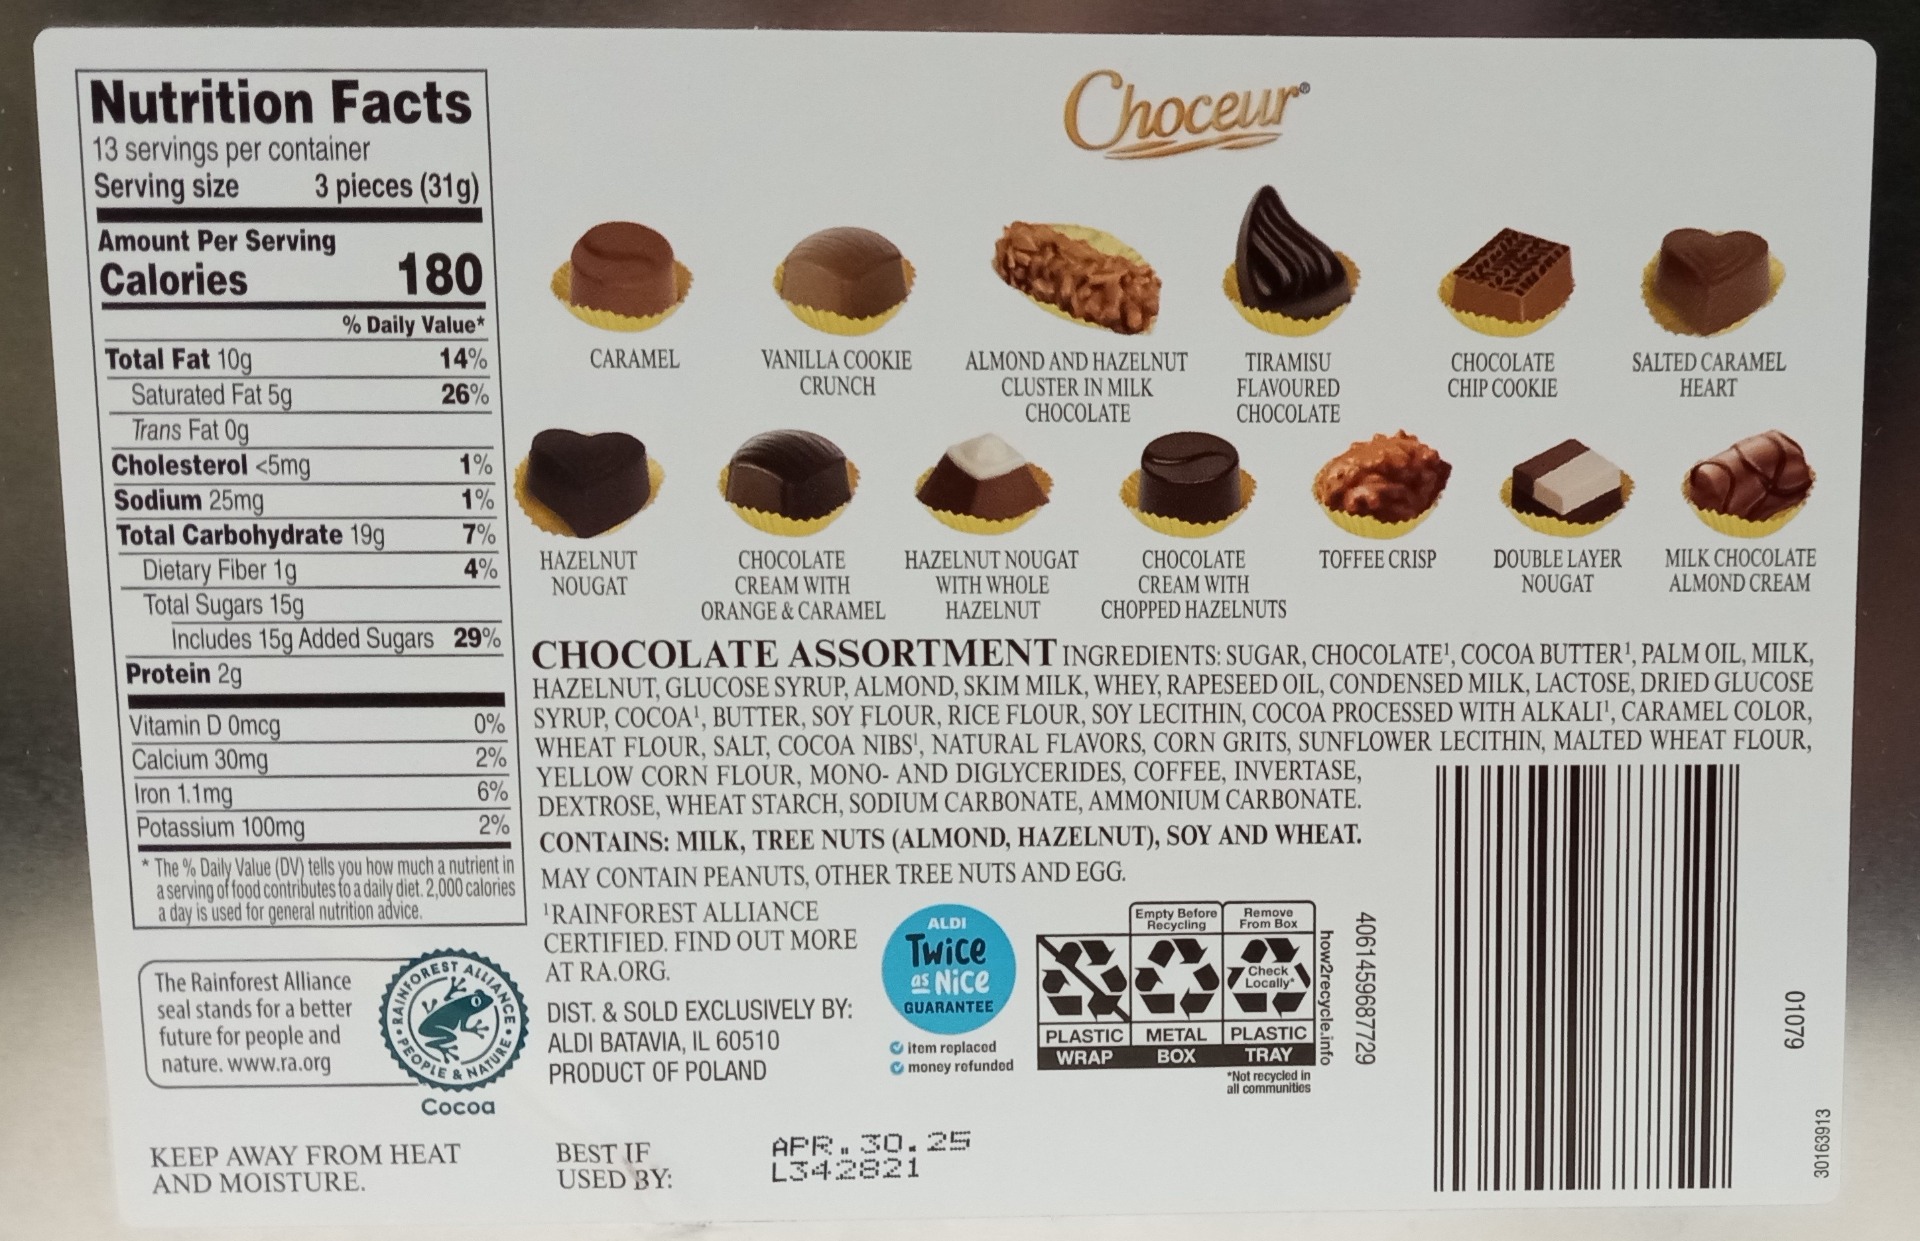 Nutrition Facts
13 servings per container
Serving size 3 pieces (31g)
Amount Per Serving
Calories 180
% Daily Value*
Total Fat 10g 14%
Saturated Fat 5g 26%
Trans Fat 0g
Cholesterol <5mg 1%
Sodium 25mg 1%
Total Carbohydrate 19g 7%
Dietary Fiber 1g 4%
Total Sugars 15g
Includes 15g Added Sugars 29%
Protein 2g
Vitamin D 0mcg 0%
Calcium 30mg 2%
Iron 1.1mg 6%
Potassium 100mg 2%
* The % Daily Value (DV) tells you how much a nutrient in
a serving of food contributes to a daily diet. 2,000 calories
a day is used for general nutrition advice.
The Rainforest Alliance
seal stands for a better
future for people and
nature. www.ra.org
RAINFOREST ALLIANCE
PEOPLE & NATURE
Cocoa
KEEP AWAY FROM HEAT
AND MOISTURE.
Choceur®
CARAMEL
VANILLA COOKIE
CRUNCH
ALMOND AND HAZELNUT
CLUSTER IN MILK
CHOCOLATE
TIRAMISU
FLAVOURED
CHOCOLATE
CHOCOLATE
CHIP COOKIE
SALTED CARAMEL
HEART
HAZELNUT
NOUGAT
CHOCOLATE
CREAM WITH
ORANGE & CARAMEL
HAZELNUT NOUGAT
WITH WHOLE
HAZELNUT
CHOCOLATE
CREAM WITH
CHOPPED HAZELNUTS
TOFFEE CRISP
DOUBLE LAYER
NOUGAT
MILK CHOCOLATE
ALMOND CREAM
CHOCOLATE ASSORTMENT INGREDIENTS: SUGAR, CHOCOLATE¹, COCOA BUTTER¹, PALM OIL, MILK,
HAZELNUT, GLUCOSE SYRUP, ALMOND, SKIM MILK, WHEY, RAPESEED OIL, CONDENSED MILK, LACTOSE, DRIED GLUCOSE
SYRUP, COCOA¹, BUTTER, SOY FLOUR, RICE FLOUR, SOY LECITHIN, COCOA PROCESSED WITH ALKALI¹, CARAMEL COLOR,
WHEAT FLOUR, SALT, COCOA NIBS¹, NATURAL FLAVORS, CORN GRITS, SUNFLOWER LECITHIN, MALTED WHEAT FLOUR,
YELLOW CORN FLOUR, MONO- AND DIGLYCERIDES, COFFEE, INVERTASE,
DEXTROSE, WHEAT STARCH, SODIUM CARBONATE, AMMONIUM CARBONATE.
CONTAINS: MILK, TREE NUTS (ALMOND, HAZELNUT), SOY AND WHEAT.
MAY CONTAIN PEANUTS, OTHER TREE NUTS AND EGG.
¹RAINFOREST ALLIANCE
CERTIFIED. FIND OUT MORE
AT RA.ORG.
DIST. & SOLD EXCLUSIVELY BY:
ALDI BATAVIA, IL 60510
PRODUCT OF POLAND
ALDI
Twice
as Nice
GUARANTEE
item replaced
money refunded
Empty Before
Recycling
Remove
From Box
Check
Locally*
PLASTIC
WRAP
METAL
BOX
PLASTIC
TRAY
*Not recycled in
all communities
how2recycle.info
4061459687729
01079
30163913
BEST IF
USED BY:
APR.30.25
L342821